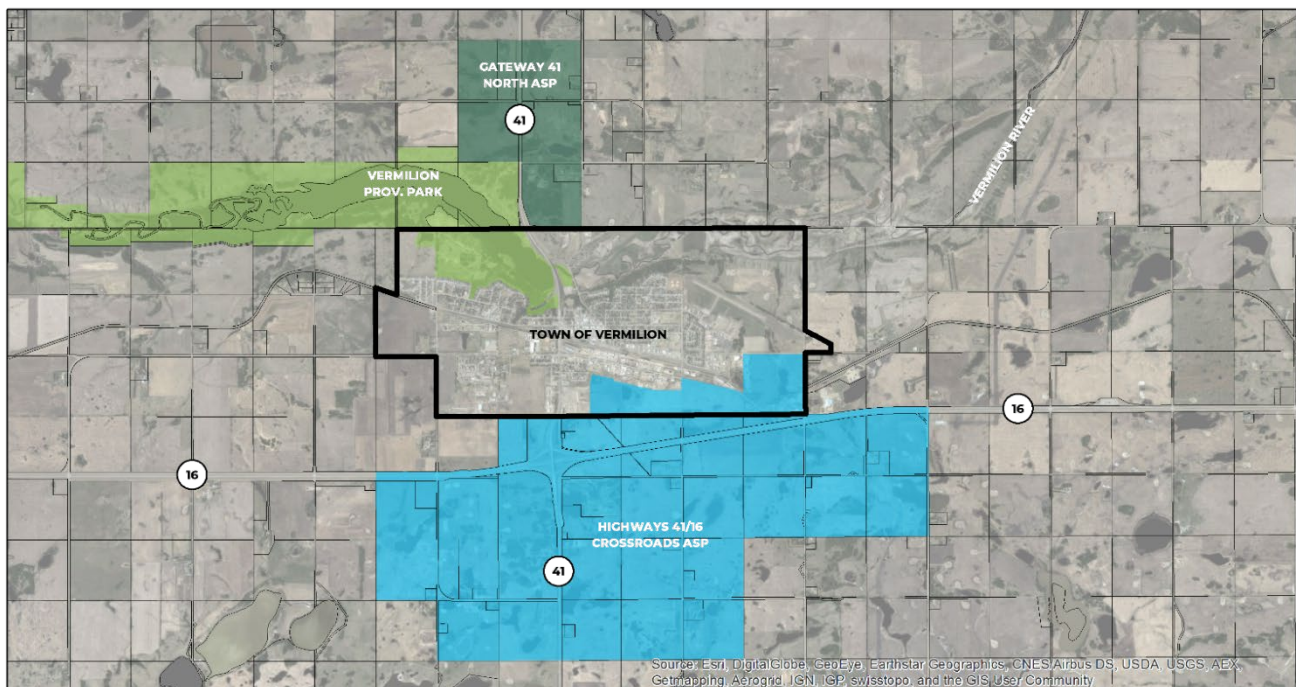 GATEWAY 41
NORTH ASP
41
VERMILION
PROV. PARK
VERMILION RIVER
TOWN OF VERMILION
16
16
HIGHWAYS 41/16
CROSSROADS ASP
41
Source: Esri, DigitalGlobe, GeoEye, Earthstar Geographics, CNES/Airbus DS, USDA, USGS, AEX,
Getmapping, Aerogrid, IGN, IGP, swisstopo, and the GIS User Community